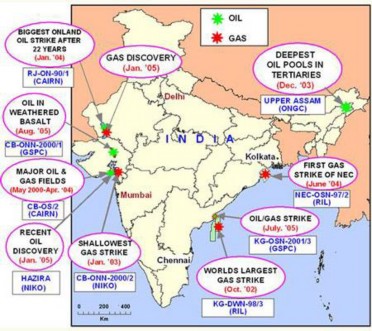 OIL
GAS
BIGGEST ONLAND
OIL STRIKE AFTER
22 YEARS
(Jan. '04)
RJ-ON-90/1
(CAIRN)
GAS DISCOVERY
(Jan. '05)
DEEPEST
OIL POOLS IN
TERTIARIES
(Dec. '03)
UPPER ASSAM
(ONGC)
Delhi
OIL IN
WEATHERED
BASALT
(Aug. '05)
CB-ONN-2000/1
(GSPC)
INDIA
Kolkata
MAJOR OIL &
GAS FIELDS
(May 2000-Apr. '04)
CB-OS/2
(CAIRN)
FIRST GAS
STRIKE OF NEC
(June '04)
NEC-OSN-97/2
(RIL)
Mumbai
RECENT
OIL
DISCOVERY
(Jan. '05)
HAZIRA
(NIKO)
SHALLOWEST
GAS STRIKE
(Jan. '03)
CB-ONN-2000/2
(NIKO)
OIL/GAS STRIKE
(July. '05)
KG-OSN-2001/3
(GSPC)
Chennai
WORLDS LARGEST
GAS STRIKE
(Oct. '02)
KG-DWN-98/3
(RIL)
0 200 400
Km